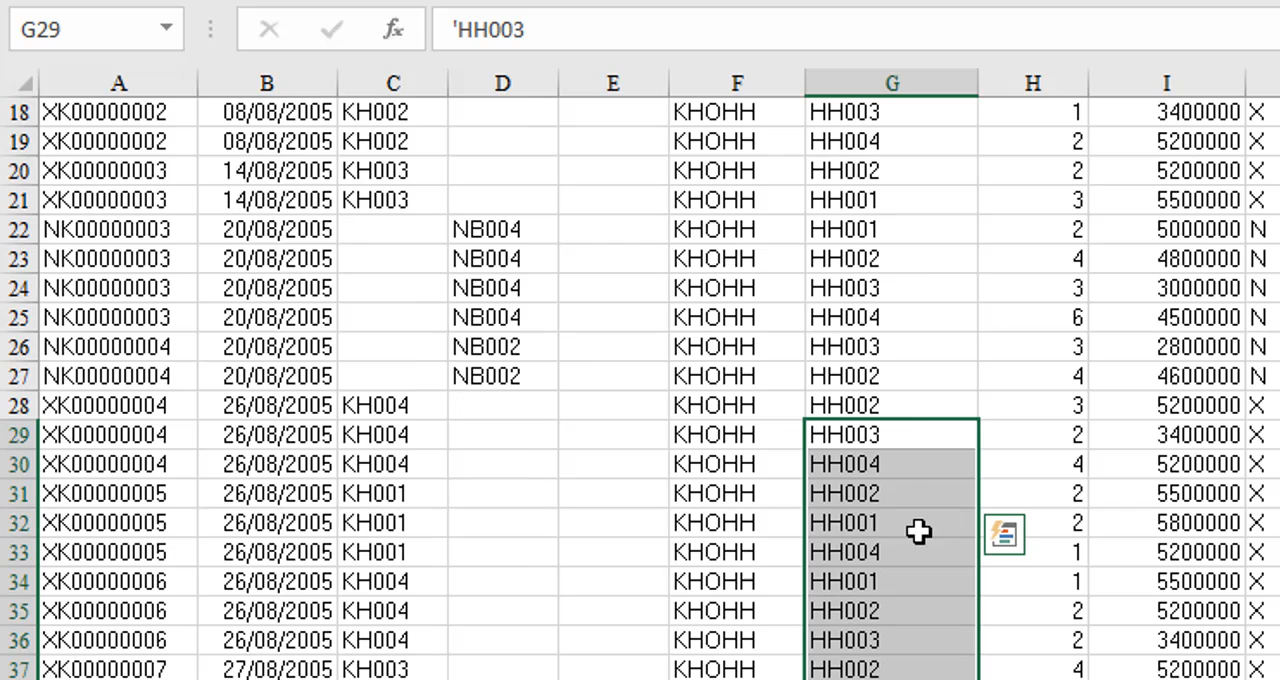 G29 fx 'HH003
A B C D E F G H I
18 XK00000002 08/08/2005 KH002 KHOHH HH003 1 3400000 X
19 XK00000002 08/08/2005 KH002 KHOHH HH004 2 5200000 X
20 XK00000003 14/08/2005 KH003 KHOHH HH002 2 5200000 X
21 XK00000003 14/08/2005 KH003 KHOHH HH001 3 5500000 X
22 NK00000003 20/08/2005 NB004 KHOHH HH001 2 5000000 N
23 NK00000003 20/08/2005 NB004 KHOHH HH002 4 4800000 N
24 NK00000003 20/08/2005 NB004 KHOHH HH003 3 3000000 N
25 NK00000003 20/08/2005 NB004 KHOHH HH004 6 4500000 N
26 NK00000004 20/08/2005 NB002 KHOHH HH003 3 2800000 N
27 NK00000004 20/08/2005 NB002 KHOHH HH002 4 4600000 N
28 XK00000004 26/08/2005 KH004 KHOHH HH002 3 5200000 X
29 XK00000004 26/08/2005 KH004 KHOHH HH003 2 3400000 X
30 XK00000004 26/08/2005 KH004 KHOHH HH004 4 5200000 X
31 XK00000005 26/08/2005 KH001 KHOHH HH002 2 5500000 X
32 XK00000005 26/08/2005 KH001 KHOHH HH001 2 5800000 X
33 XK00000005 26/08/2005 KH001 KHOHH HH004 1 5200000 X
34 XK00000006 26/08/2005 KH004 KHOHH HH001 1 5500000 X
35 XK00000006 26/08/2005 KH004 KHOHH HH002 2 5200000 X
36 XK00000006 26/08/2005 KH004 KHOHH HH003 2 3400000 X
37 XK00000007 27/08/2005 KH003 KHOHH HH002 4 5200000 X